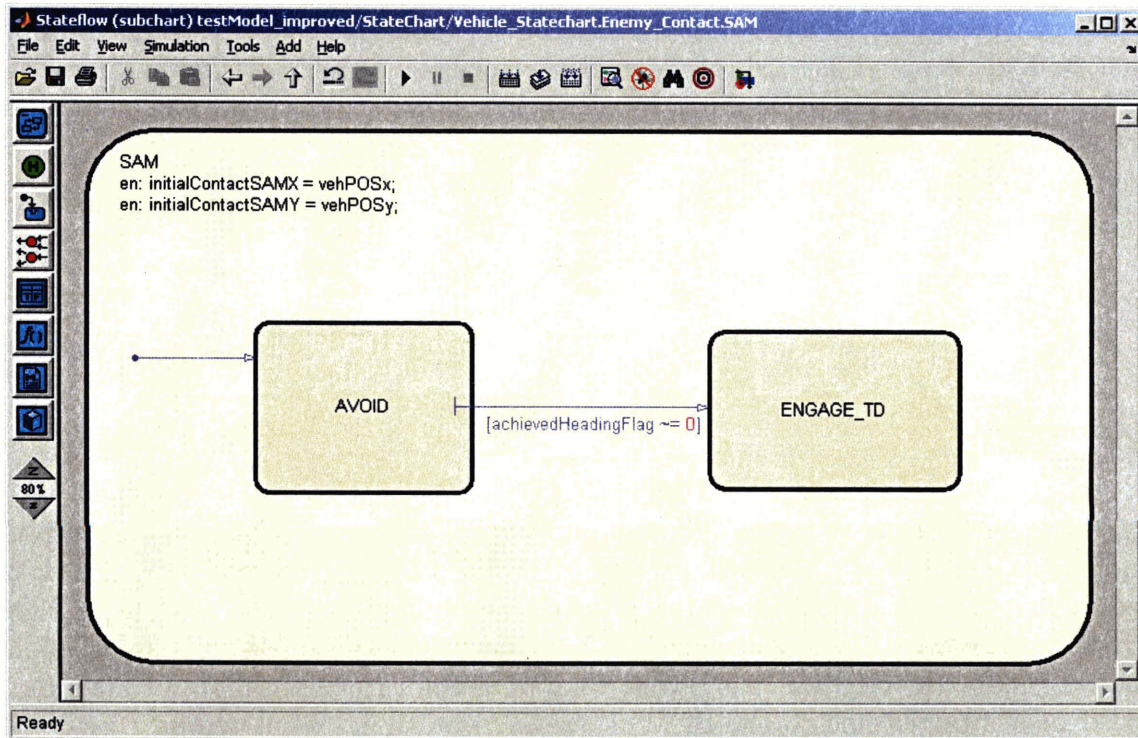 Stateflow (subchart) testModel_improved/StateChart/Vehicle_Statechart.Enemy_Contact.SAM
File Edit View Simulation Tools Add Help
SAM
en: initialContactSAMX = vehPOSx;
en: initialContactSAMY = vehPOSy;
AVOID
[achievedHeadingFlag ~= 0]
ENGAGE_TD
H
f()
Z
80%
Z
Ready